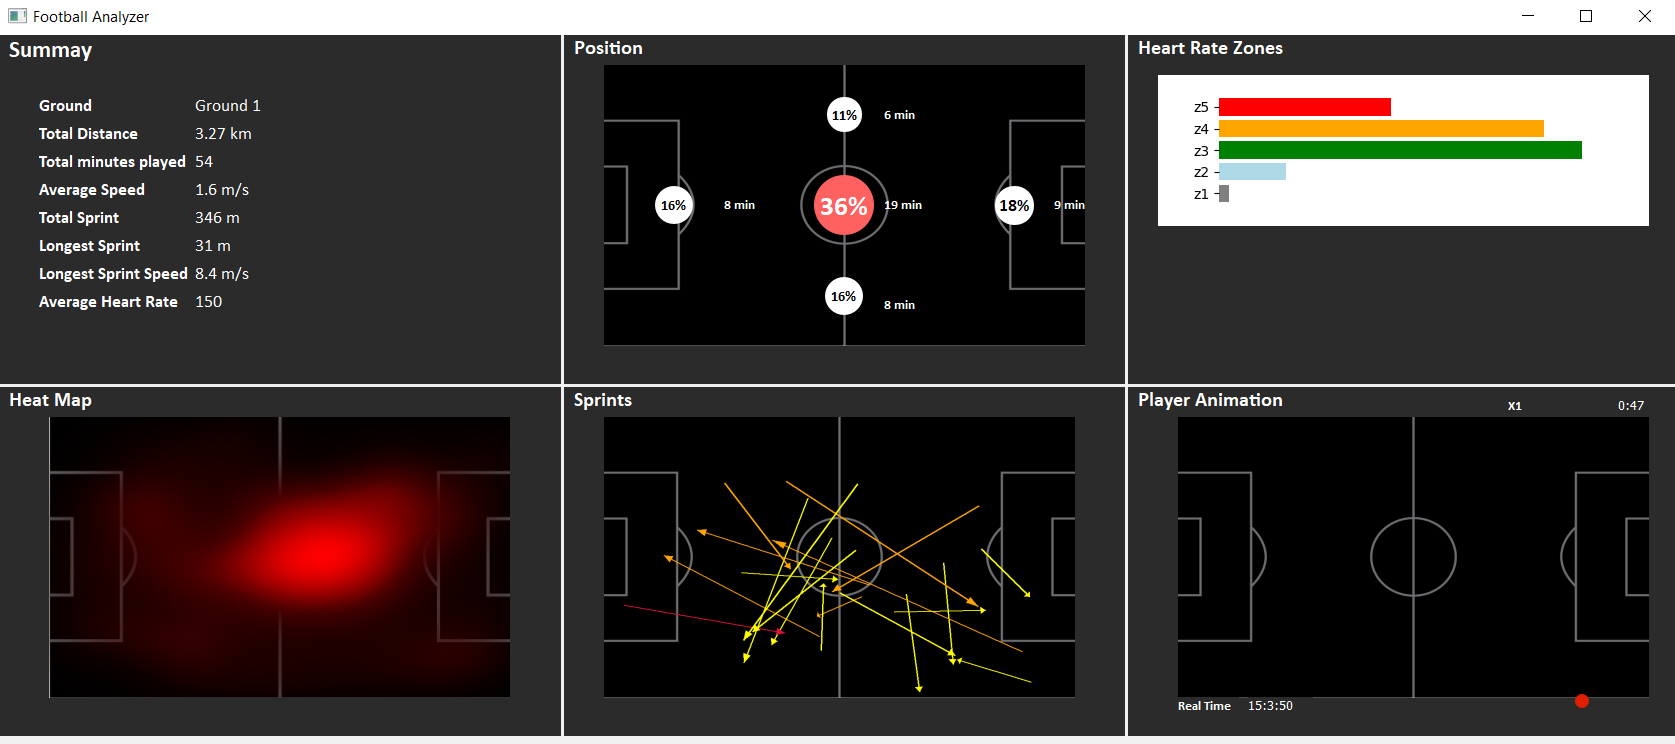 Football Analyzer
Summay
Ground Ground 1
Total Distance 3.27 km
Total minutes played 54
Average Speed 1.6 m/s
Total Sprint 346 m
Longest Sprint 31 m
Longest Sprint Speed 8.4 m/s
Average Heart Rate 150
Position
11% 6 min
16% 8 min 36% 19 min 18% 9 min
16% 8 min
Heart Rate Zones
z5
z4
z3
z2
z1
Heat Map
Sprints
Player Animation X1 0:47
Real Time 15:3:50